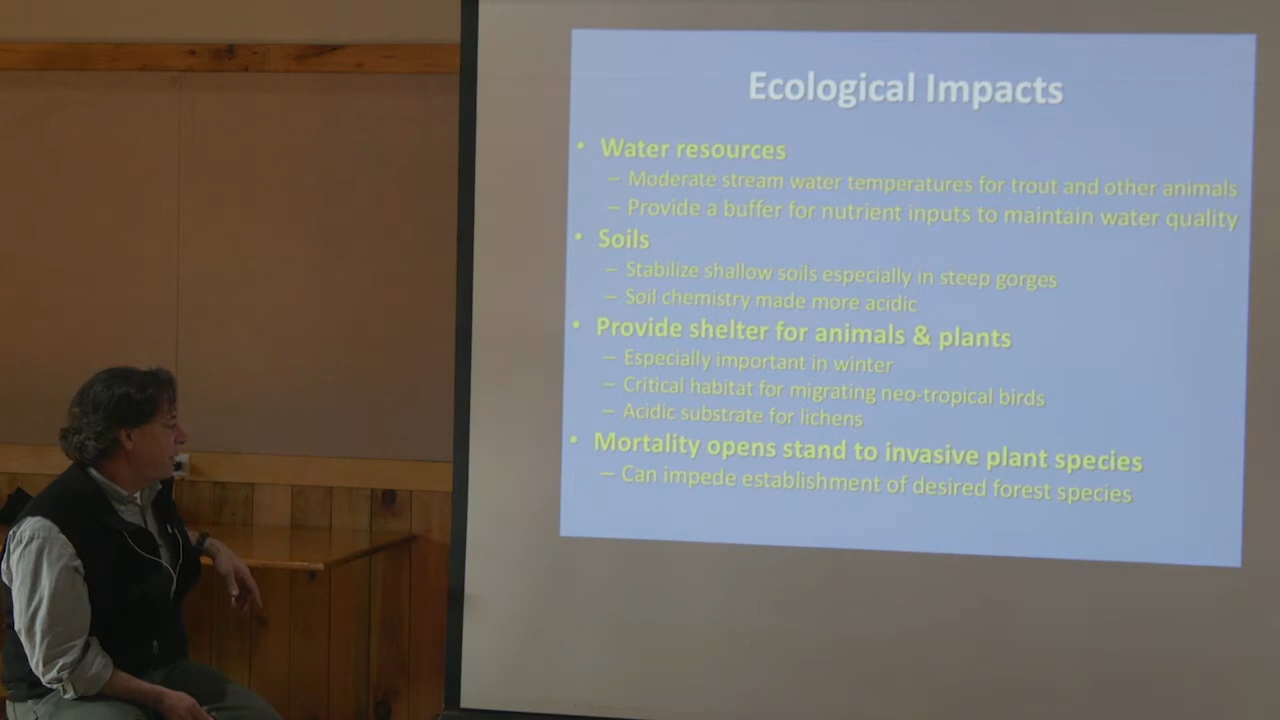 Ecological Impacts
• Water resources
– Moderate stream water temperatures for trout and other animals
– Provide a buffer for nutrient inputs to maintain water quality
• Soils
– Stabilize shallow soils especially in steep gorges
– Soil chemistry made more acidic
• Provide shelter for animals & plants
– Especially important in winter
– Critical habitat for migrating neo-tropical birds
– Acidic substrate for lichens
• Mortality opens stand to invasive plant species
– Can impede establishment of desired forest species